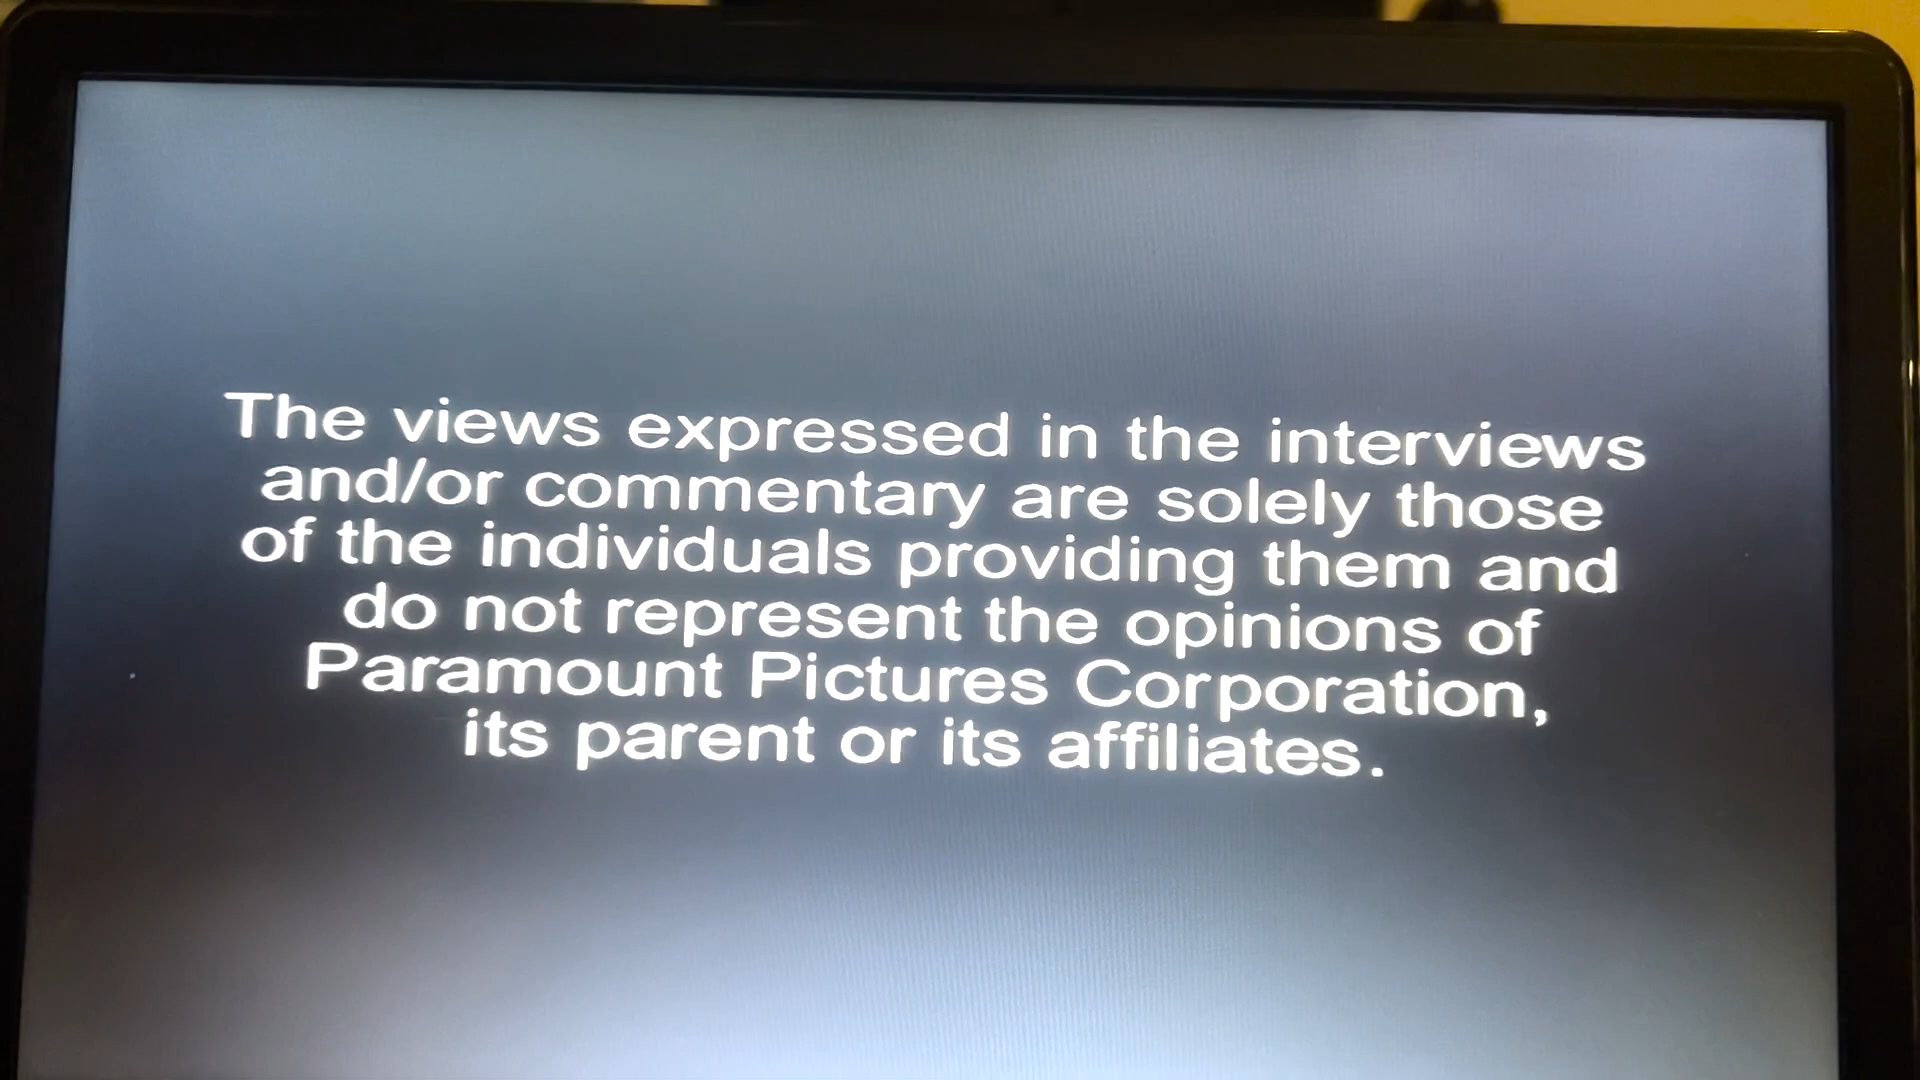 The views expressed in the interviews
and/or commentary are solely those
of the individuals providing them and
do not represent the opinions of
Paramount Pictures Corporation,
its parent or its affiliates.